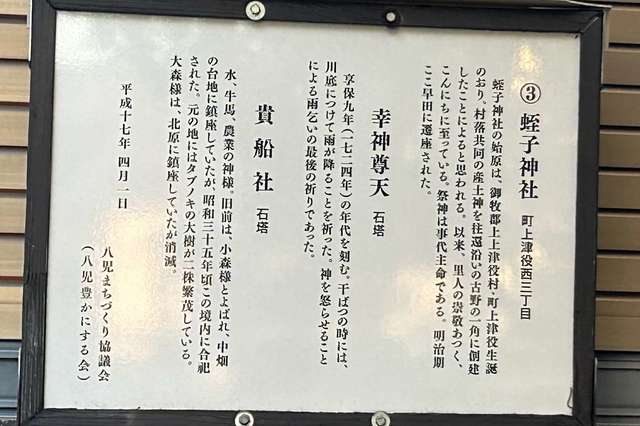 ③ 蛭子神社 町上津役西三丁目
蛭子神社の始原は、御牧郡上上津役村・町上津役生誕
のおり。村落共同の産土神を往還沿いの古野の一角に創建
したことによると思われる。以来、里人の崇敬あつく、
こんにちに至っている。祭神は事代主命である。明治期
ここ早田に遷座された。
幸神尊天 石塔
享保九年(一七二四年)の年代を刻む。干ばつの時には、
川底につけて雨が降ることを祈った。神を怒らせること
による雨乞いの最後の祈りであった。
貴船社 石塔
水、牛馬、農業の神様。旧前は、小森様とよばれ、中畑
の台地に鎮座していたが、昭和三十五年頃この境内に合祀
された。元の地にはタブノキの大樹が二株繁茂している。
大森様は、北原に鎮座していたが消滅。
平成十七年四月一日
八児まちづくり協議会
(八児豊かにする会)